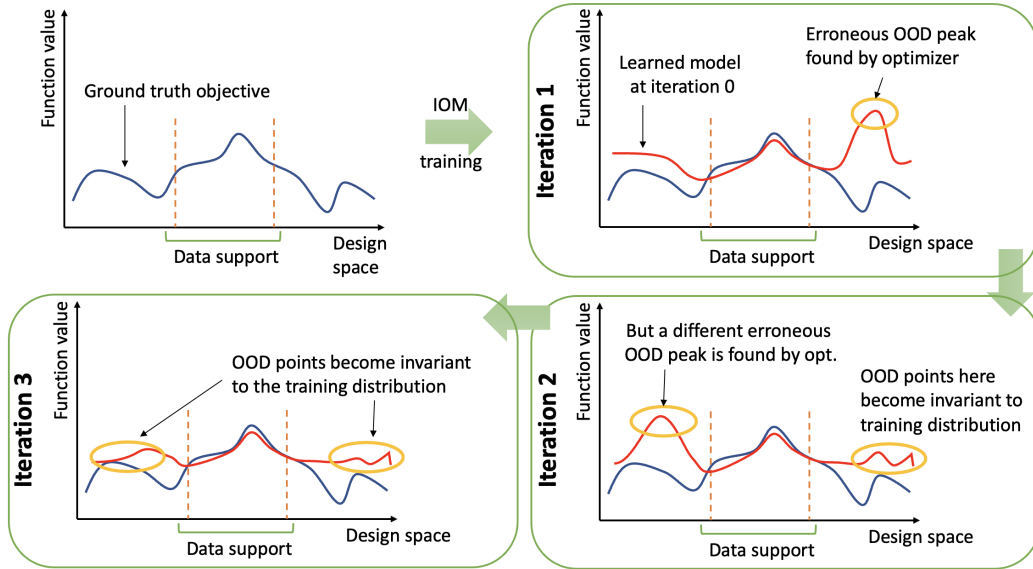 Function value
Ground truth objective
Data support
Design
space
IOM
training
Iteration 1
Function value
Learned model
at iteration 0
Erroneous OOD peak
found by optimizer
Data support
Design space
Iteration 2
Function value
But a different erroneous
OOD peak is found by opt.
OOD points here
become invariant to
training distribution
Data support
Design space
Iteration 3
Function value
OOD points become invariant
to the training distribution
Data support
Design space